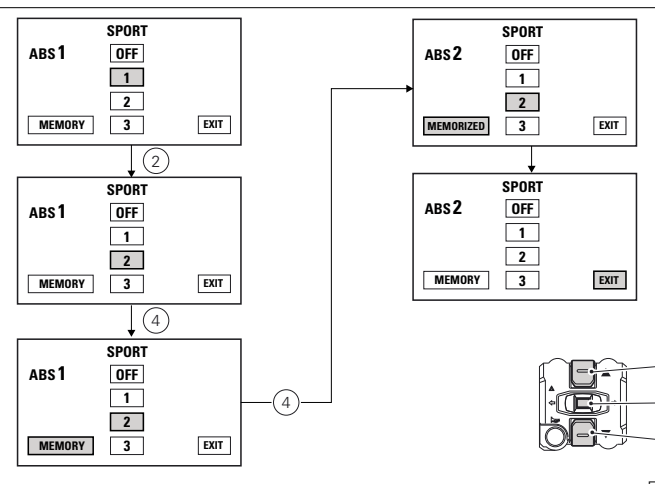 SPORT
ABS 1 OFF
1
2
MEMORY 3 EXIT
2
SPORT
ABS 1 OFF
1
2
MEMORY 3 EXIT
4
SPORT
ABS 1 OFF
1
2
MEMORY 3 EXIT
4
SPORT
ABS 2 OFF
1
2
MEMORIZED 3 EXIT
SPORT
ABS 2 OFF
1
2
MEMORY 3 EXIT